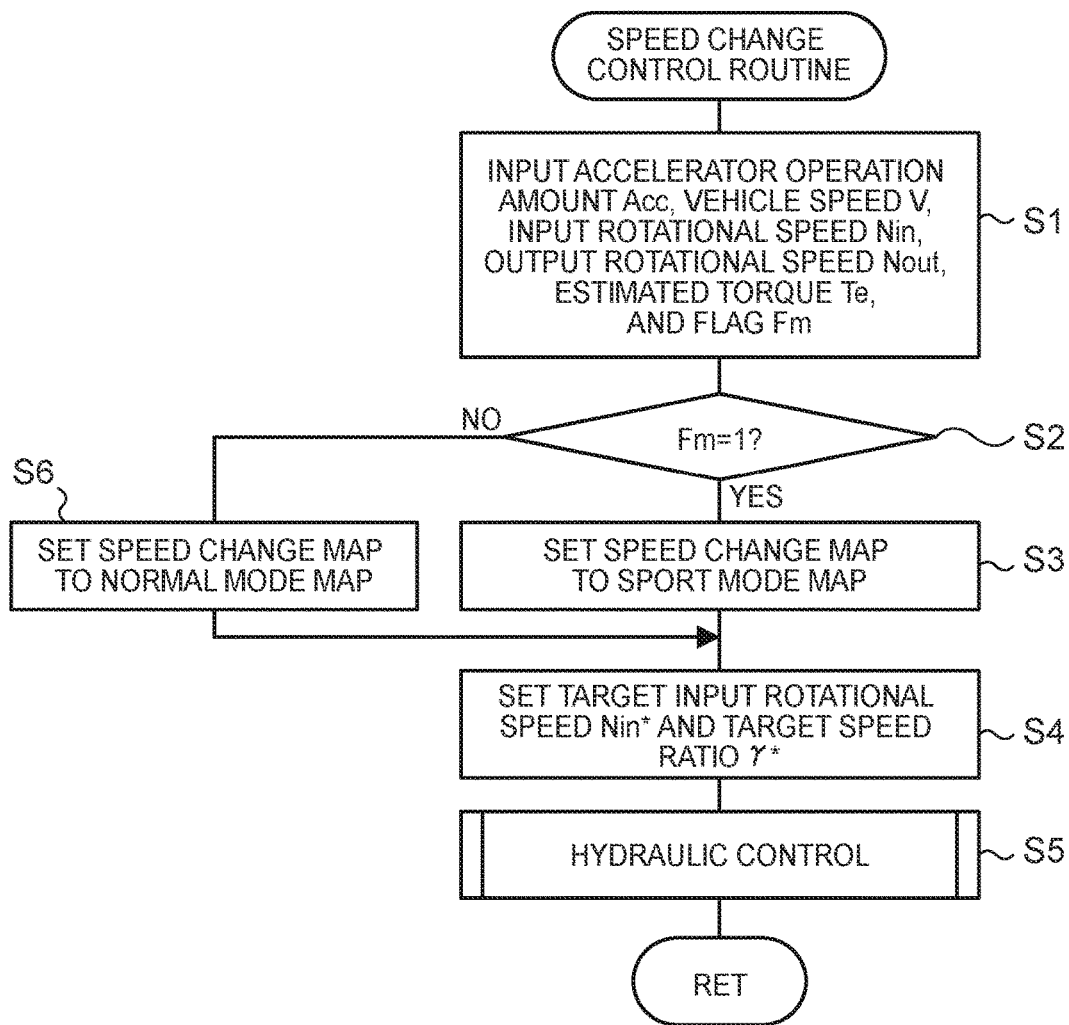 SPEED CHANGE
CONTROL ROUTINE
INPUT ACCELERATOR OPERATION
AMOUNT Acc, VEHICLE SPEED V,
INPUT ROTATIONAL SPEED Nin,
OUTPUT ROTATIONAL SPEED Nout,
ESTIMATED TORQUE Te,
AND FLAG Fm
S1
NO
Fm=1?
S2
YES
S6
SET SPEED CHANGE MAP
TO NORMAL MODE MAP
SET SPEED CHANGE MAP
TO SPORT MODE MAP
S3
SET TARGET INPUT ROTATIONAL
SPEED Nin* AND TARGET SPEED
RATIO γ*
S4
HYDRAULIC CONTROL
S5
RET